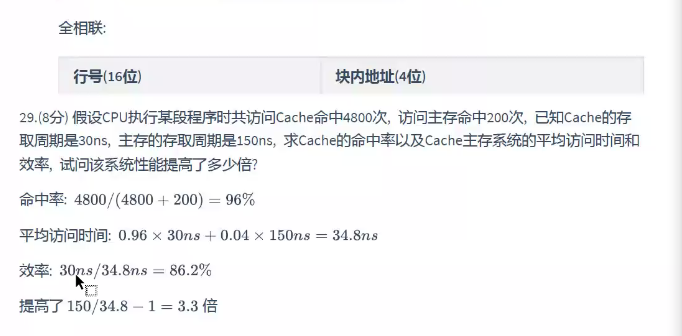 全相联:
行号(16位) 块内地址(4位)
29.(8分) 假设CPU执行某段程序时共访问Cache命中4800次, 访问主存命中200次, 已知Cache的存
取周期是30ns, 主存的存取周期是150ns, 求Cache的命中率以及Cache主存系统的平均访问时间和
效率, 试问该系统性能提高了多少倍?
命中率: 4800/(4800 + 200) = 96%
平均访问时间: 0.96 × 30ns + 0.04 × 150ns = 34.8ns
效率: 30ns/34.8ns = 86.2%
提高了 150/34.8 − 1 = 3.3 倍